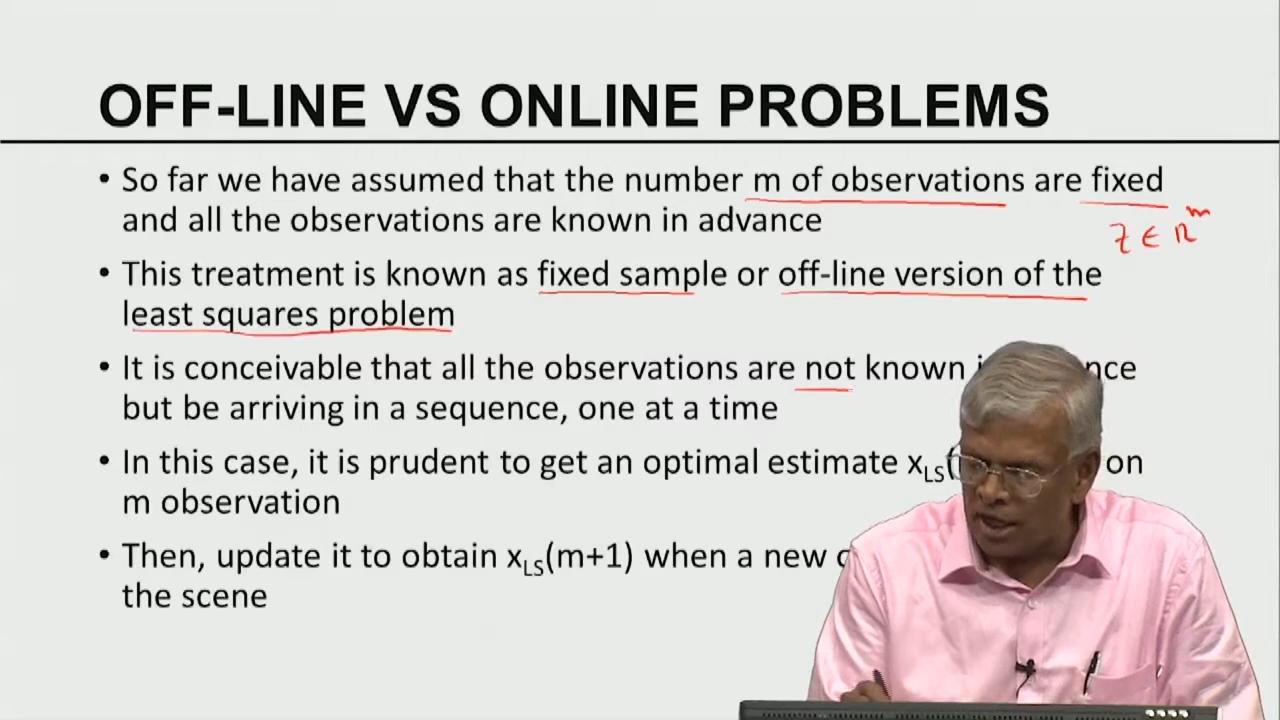 OFF-LINE VS ONLINE PROBLEMS
• So far we have assumed that the number m of observations are fixed
and all the observations are known in advance
z ∈ R^m
• This treatment is known as fixed sample or off-line version of the
least squares problem
• It is conceivable that all the observations are not known
but be arriving in a sequence, one at a time
• In this case, it is prudent to get an optimal estimate x_LS( on
m observation
• Then, update it to obtain x_LS(m+1) when a new
the scene